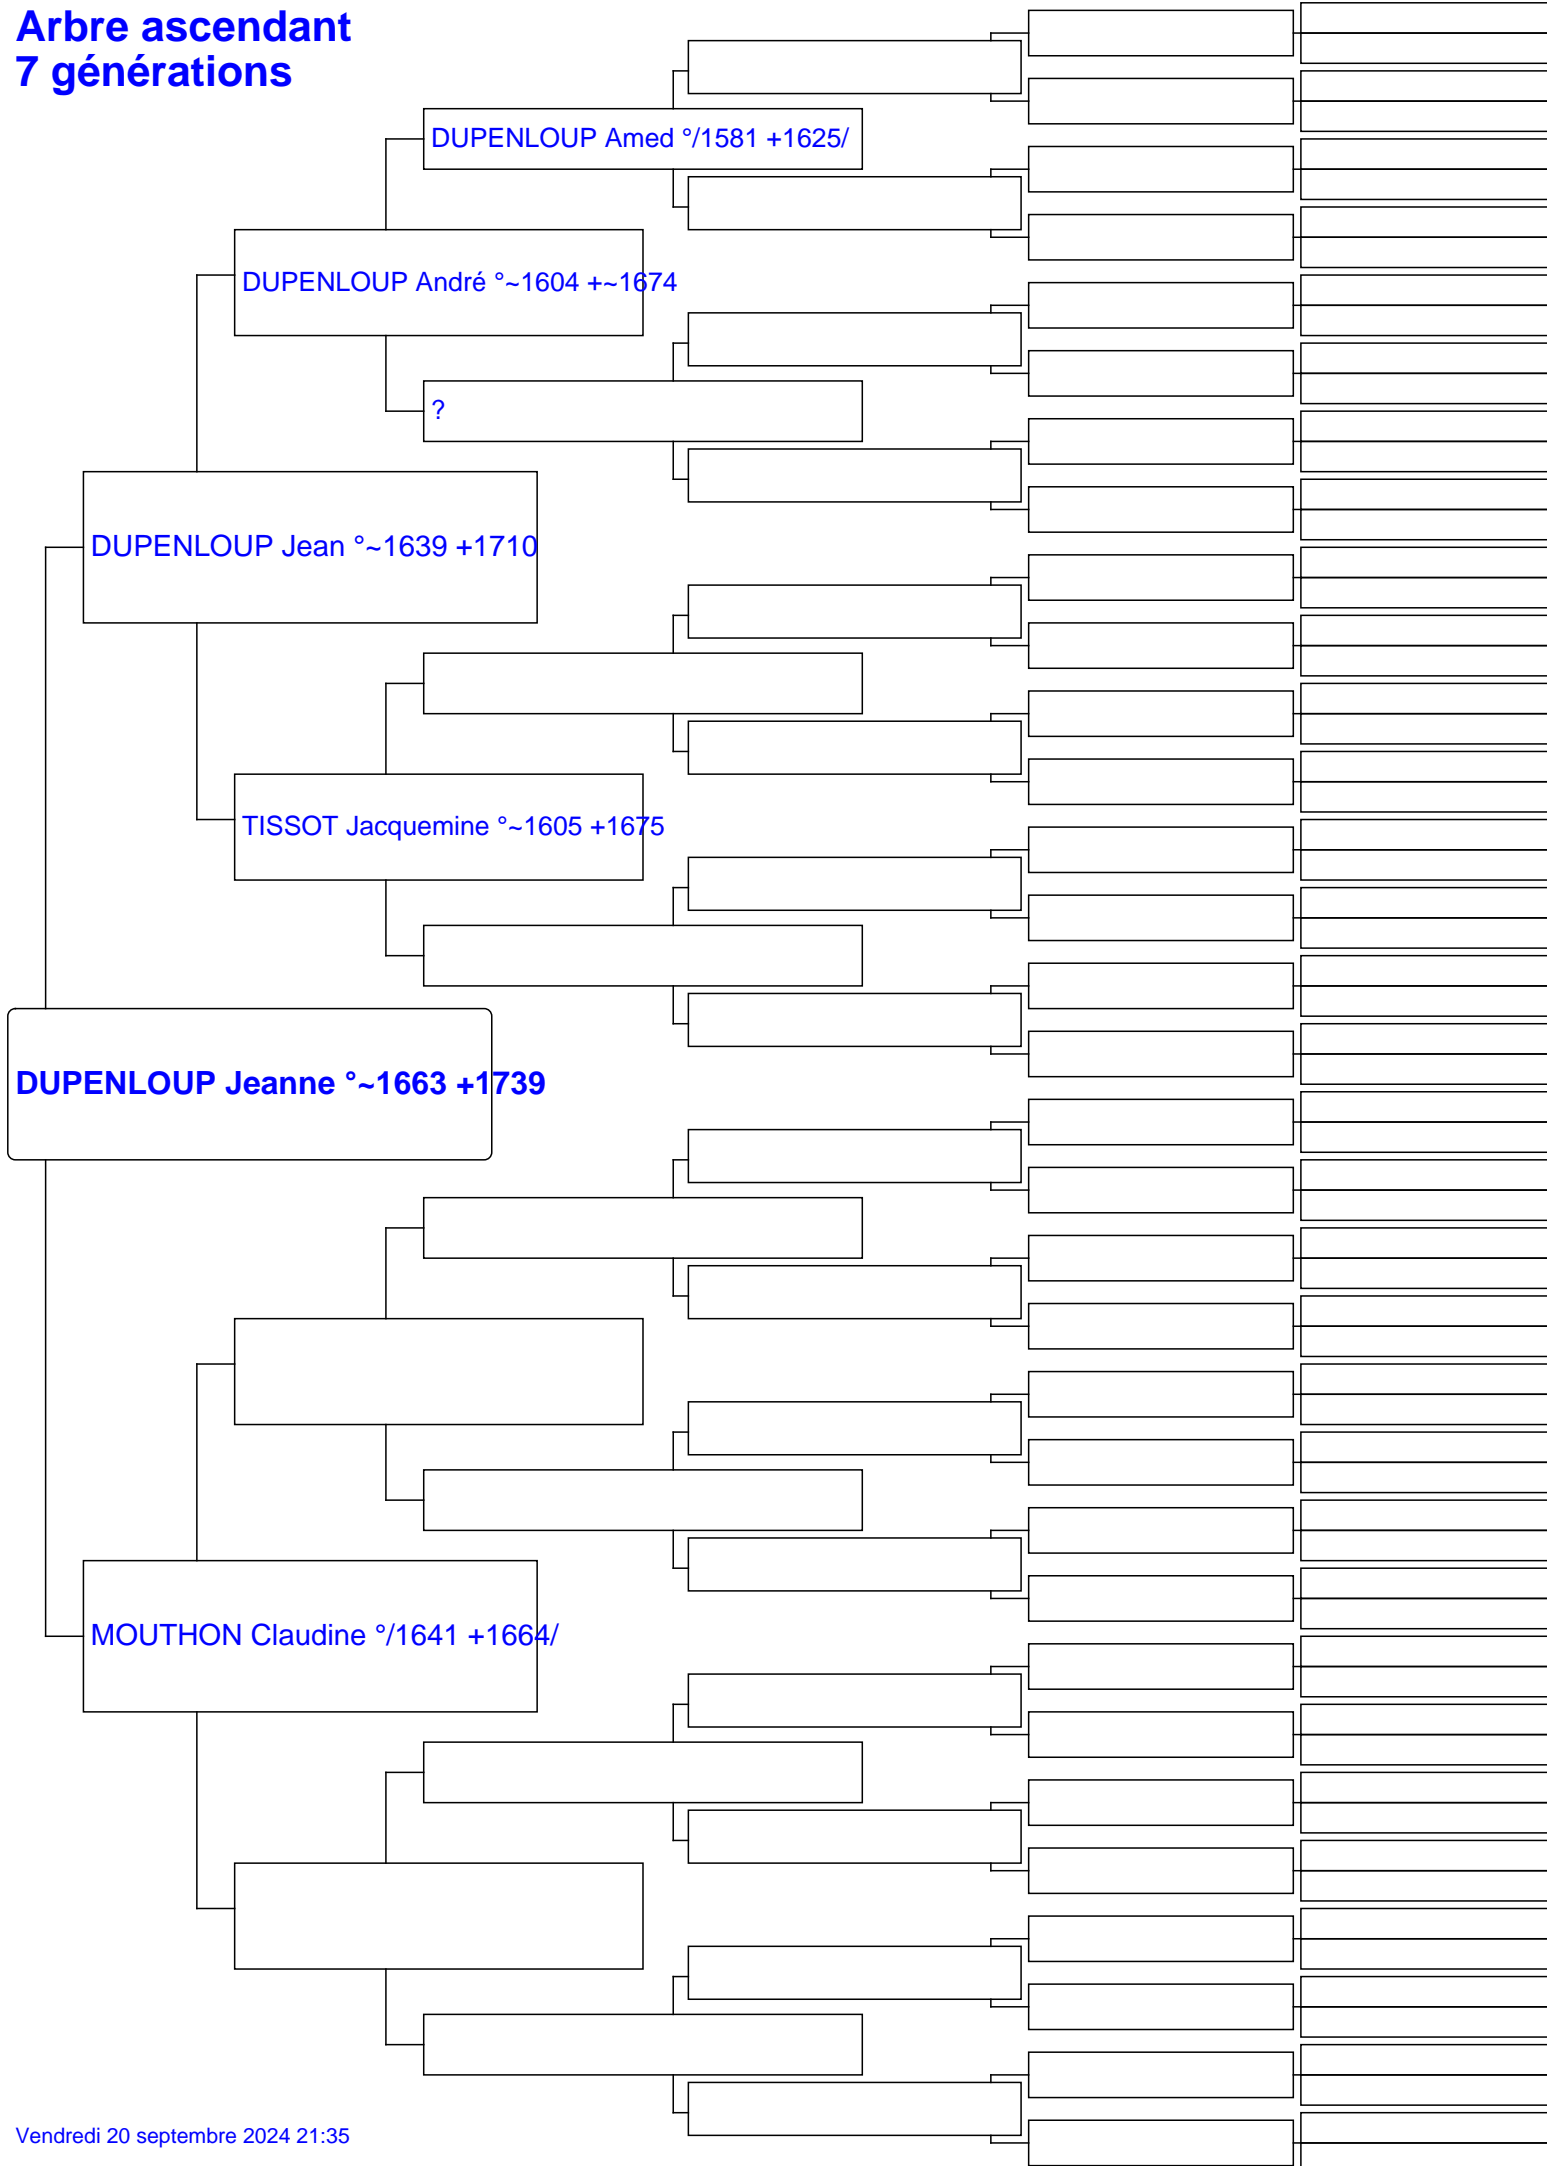 Arbre ascendant
7 générations
DUPENLOUP Amed °/1581 +1625/
DUPENLOUP André °~1604 +~1674
?
DUPENLOUP Jean °~1639 +1710
TISSOT Jacquemine °~1605 +1675
DUPENLOUP Jeanne °~1663 +1739
MOUTHON Claudine °/1641 +1664/
Vendredi 20 septembre 2024 21:35